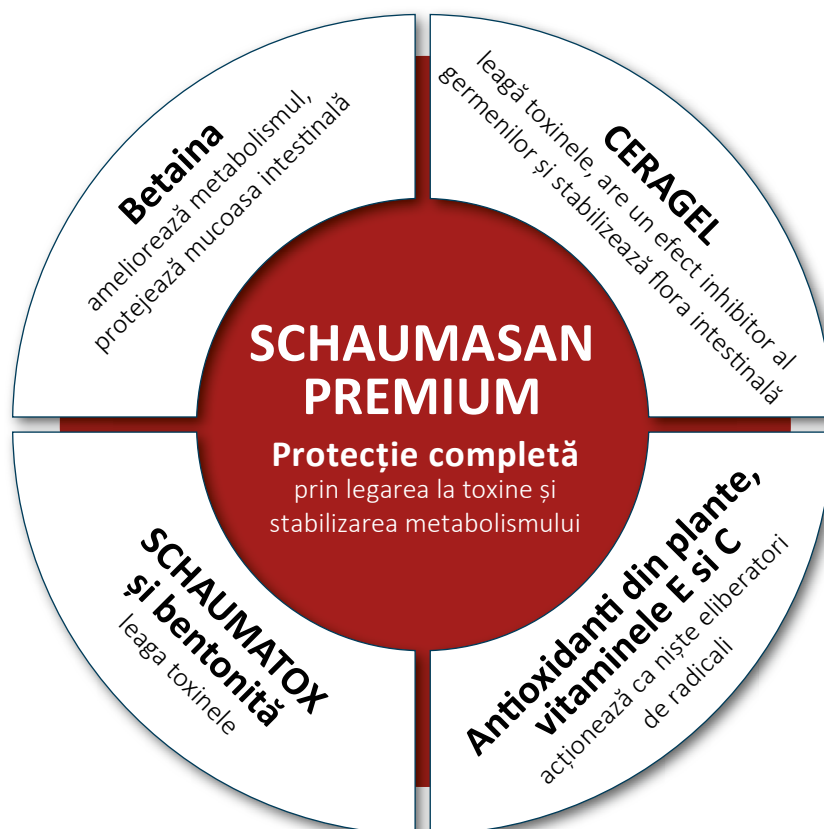 Betaina
ameliorează metabolismul,
protejează mucoasa intestinală
CERAGEL
leagă toxinele, are un efect inhibitor al
germenilor și stabilizează flora intestinală
SCHAUMASAN
PREMIUM
Protecție completă
prin legarea la toxine și
stabilizarea metabolismului
SCHAUMATOX
și bentonită
leaga toxinele
Antioxidanti din plante,
vitaminele E si C
acționează ca niște eliberatori
de radicali